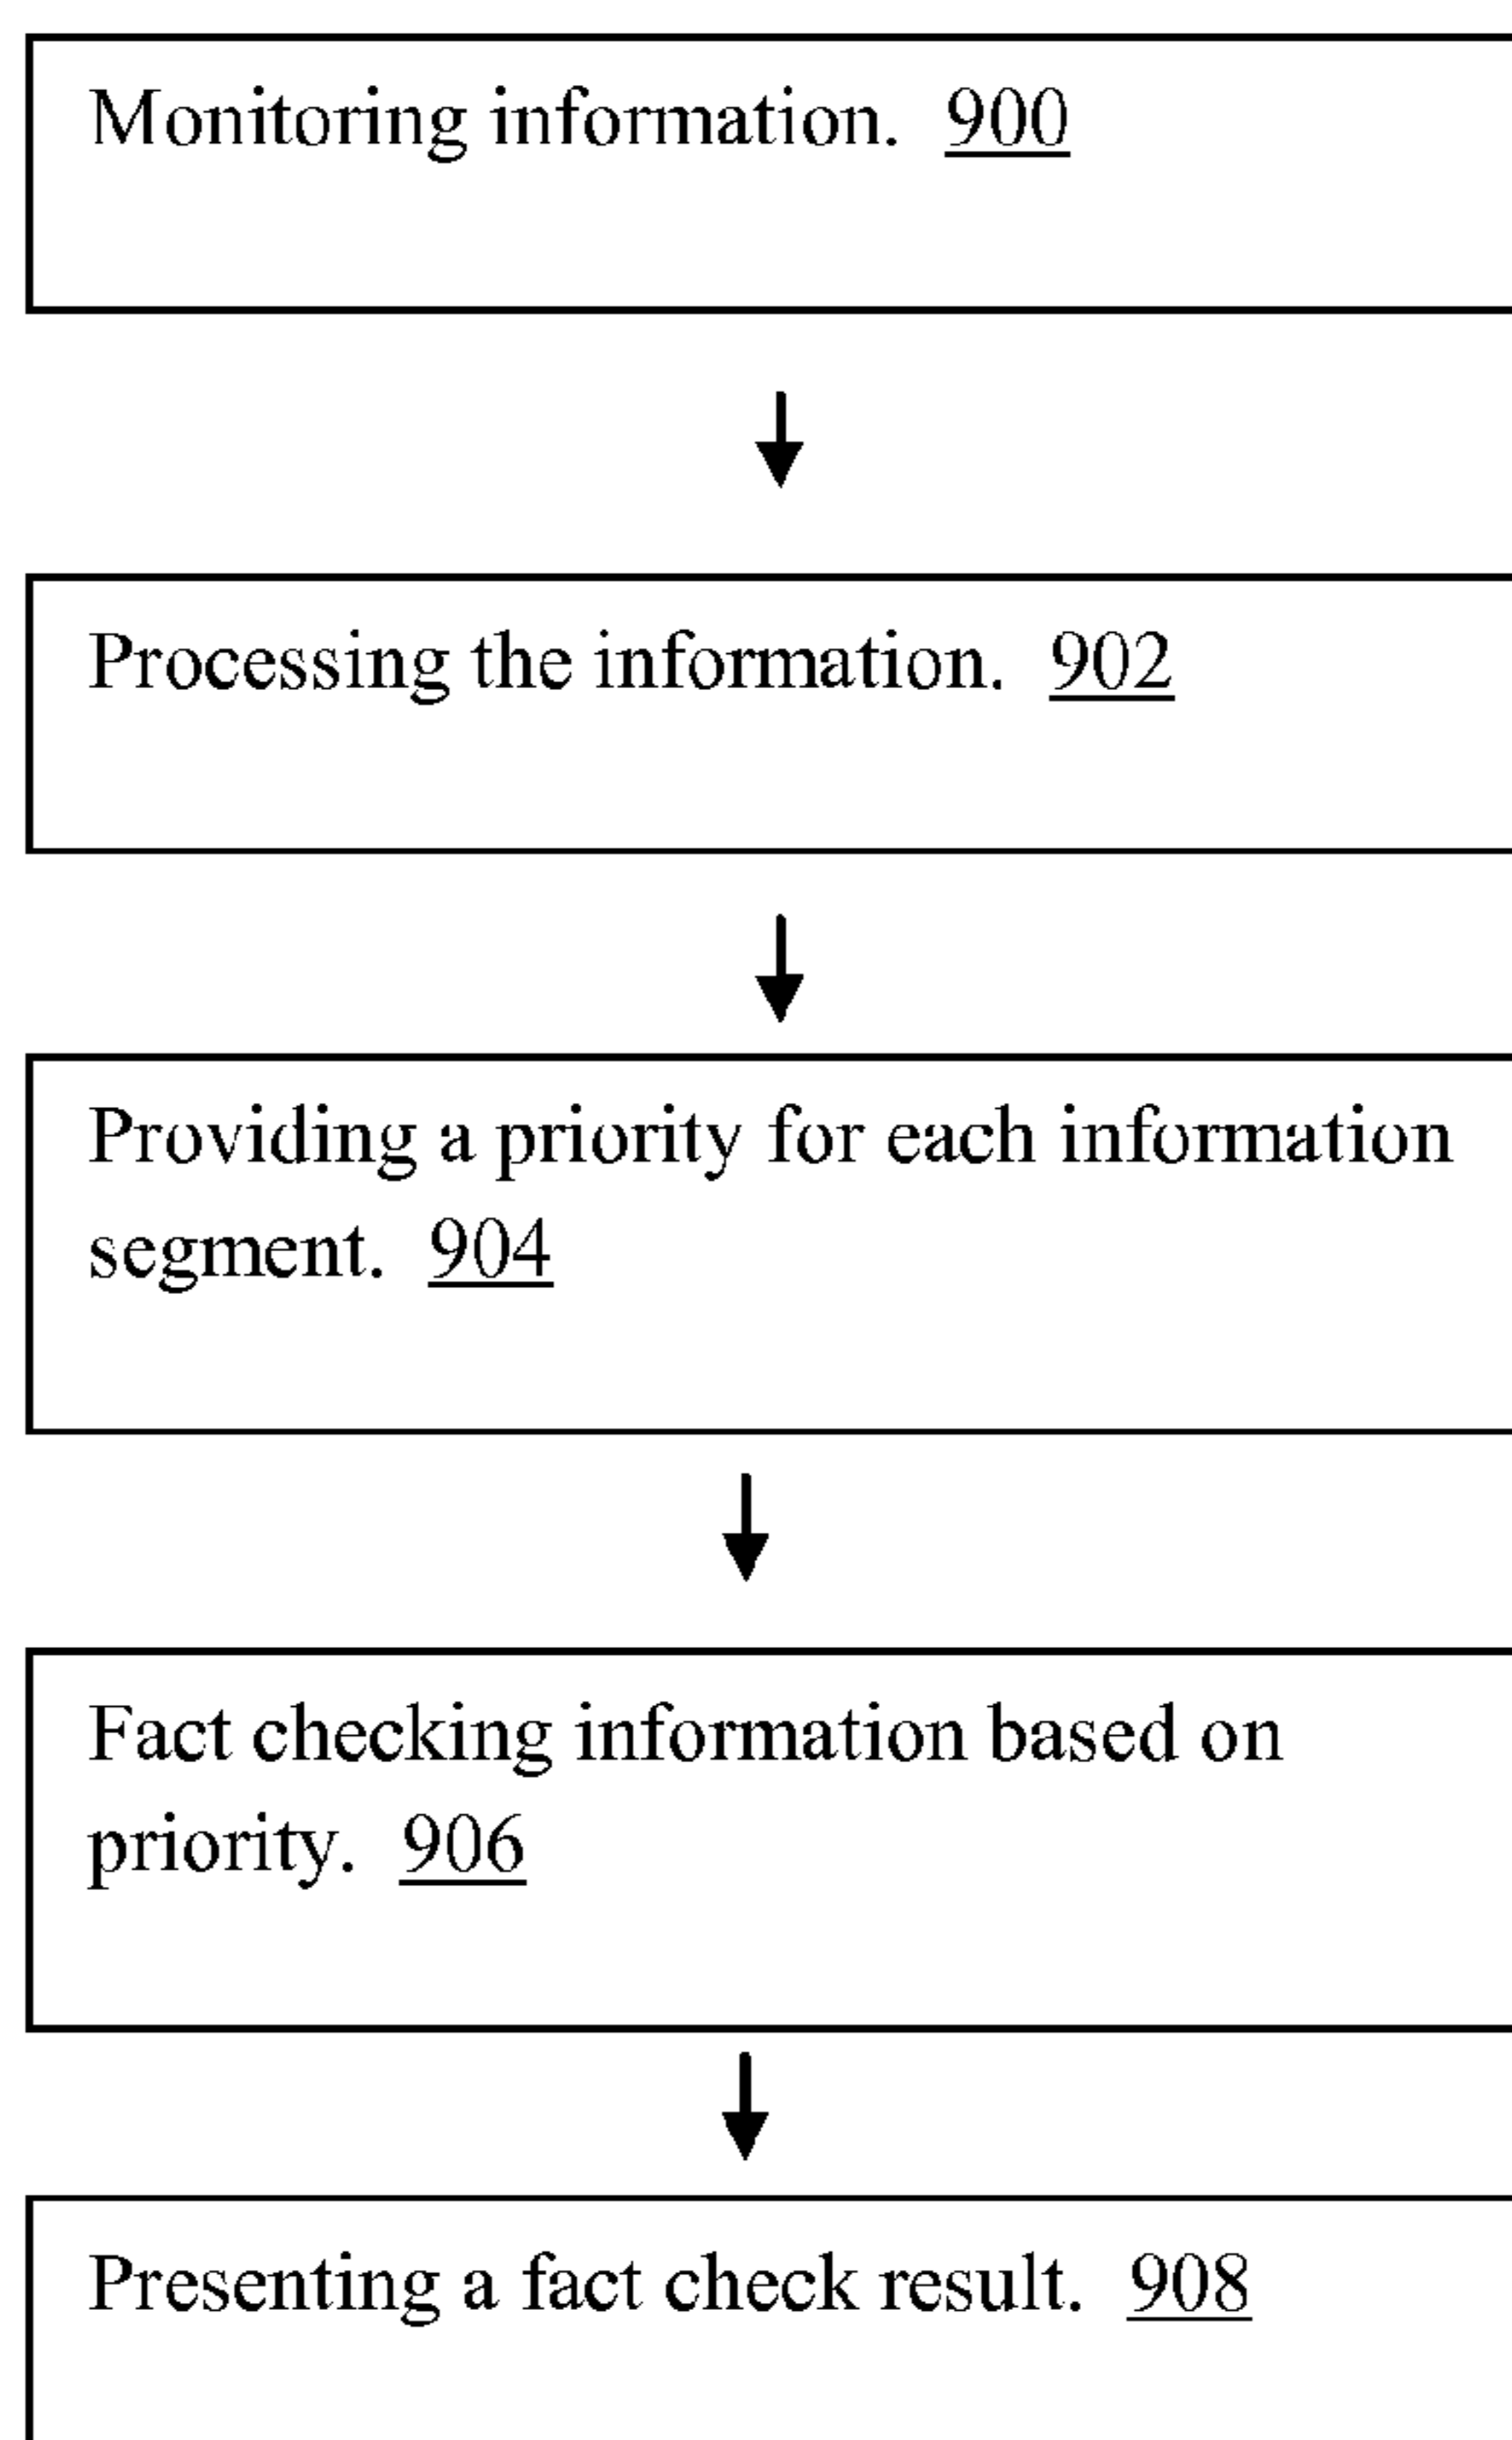 Monitoring information. 900
Processing the information. 902
Providing a priority for each information
segment. 904
Fact checking information based on
priority. 906
Presenting a fact check result. 908